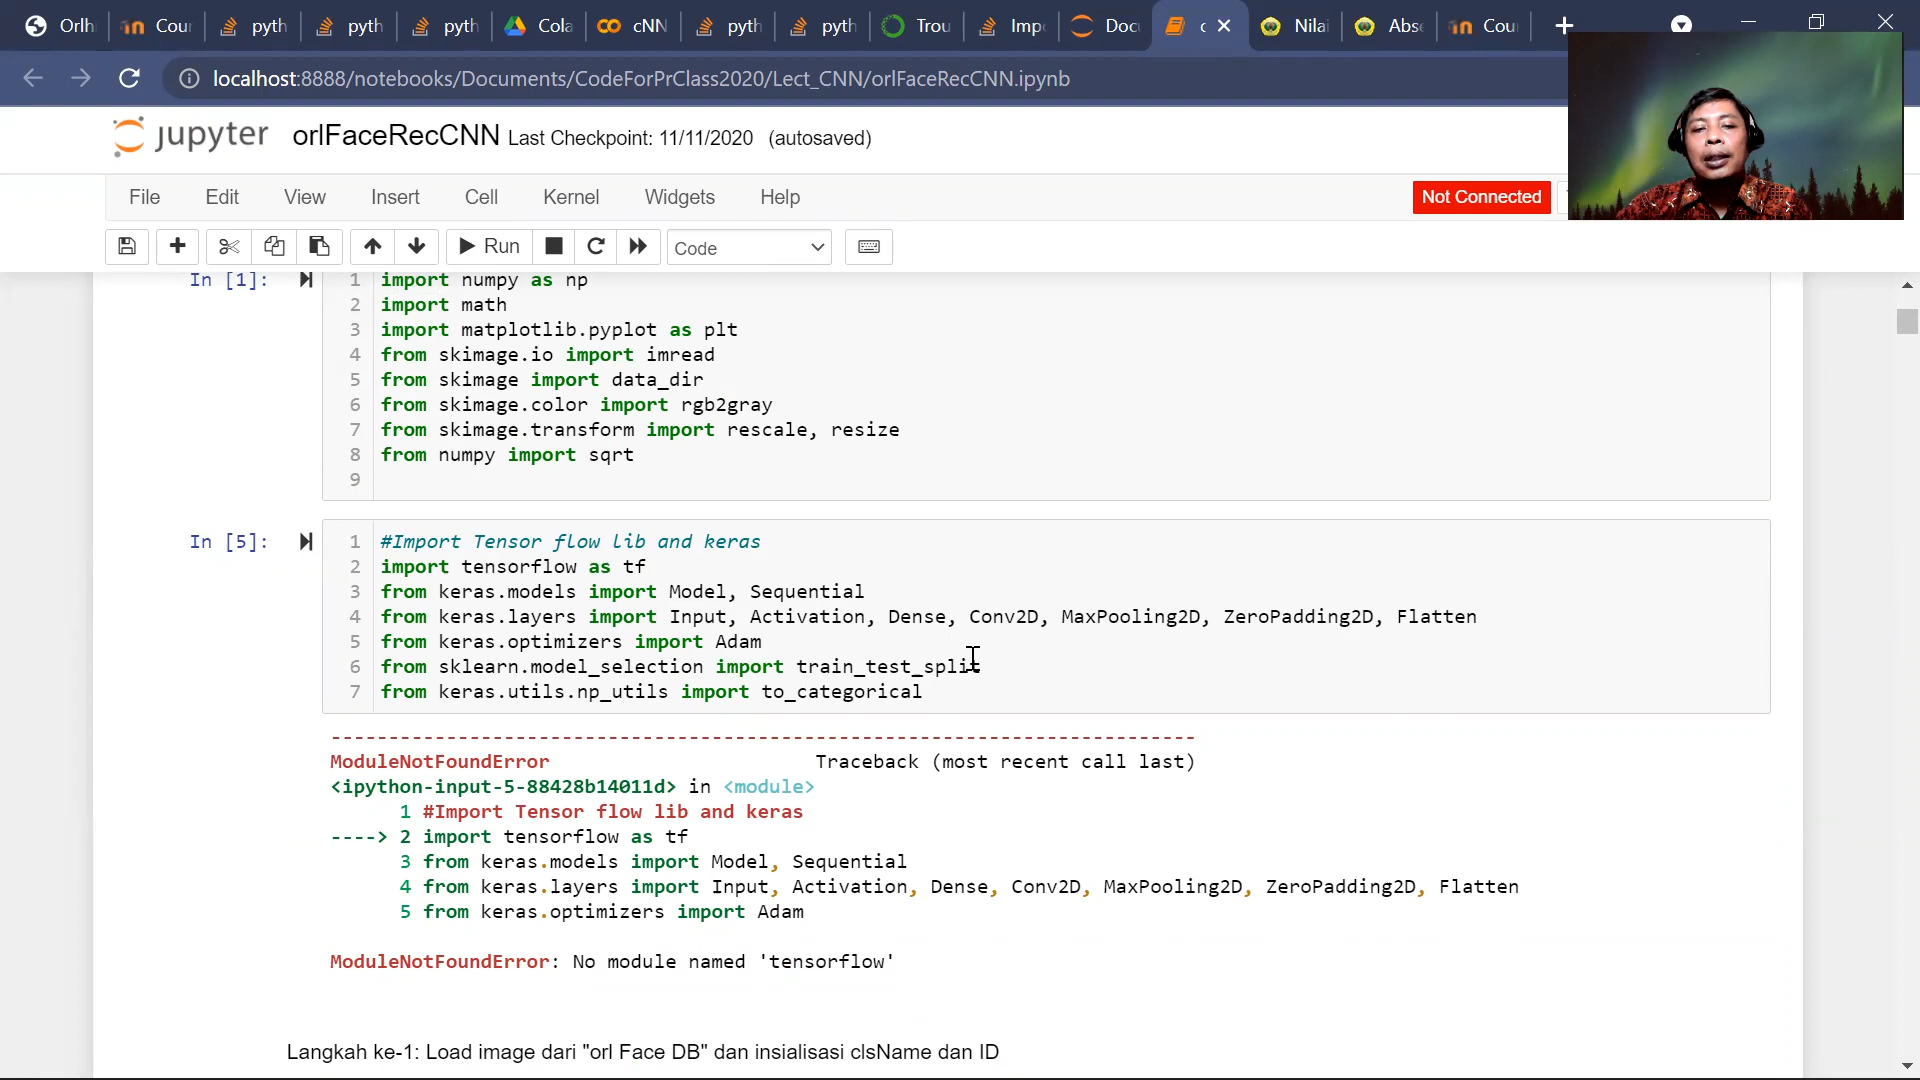 Orlh
Cour
pyth
pyth
pyth
Cola
cNN
pyth
pyth
Trou
Impo
Docu
Nilai
Abse
Cour
localhost:8888/notebooks/Documents/CodeForPrClass2020/Lect_CNN/orlFaceRecCNN.ipynb
jupyter orlFaceRecCNN Last Checkpoint: 11/11/2020 (autosaved)
File Edit View Insert Cell Kernel Widgets Help Not Connected
Run Code
In [1]:
1 import numpy as np
2 import math
3 import matplotlib.pyplot as plt
4 from skimage.io import imread
5 from skimage import data_dir
6 from skimage.color import rgb2gray
7 from skimage.transform import rescale, resize
8 from numpy import sqrt
9
In [5]:
1 #Import Tensor flow lib and keras
2 import tensorflow as tf
3 from keras.models import Model, Sequential
4 from keras.layers import Input, Activation, Dense, Conv2D, MaxPooling2D, ZeroPadding2D, Flatten
5 from keras.optimizers import Adam
6 from sklearn.model_selection import train_test_split
7 from keras.utils.np_utils import to_categorical
---------------------------------------------------------------------------
ModuleNotFoundError Traceback (most recent call last)
<ipython-input-5-88428b14011d> in <module>
1 #Import Tensor flow lib and keras
----> 2 import tensorflow as tf
3 from keras.models import Model, Sequential
4 from keras.layers import Input, Activation, Dense, Conv2D, MaxPooling2D, ZeroPadding2D, Flatten
5 from keras.optimizers import Adam
ModuleNotFoundError: No module named 'tensorflow'
Langkah ke-1: Load image dari "orl Face DB" dan insialisasi clsName dan ID